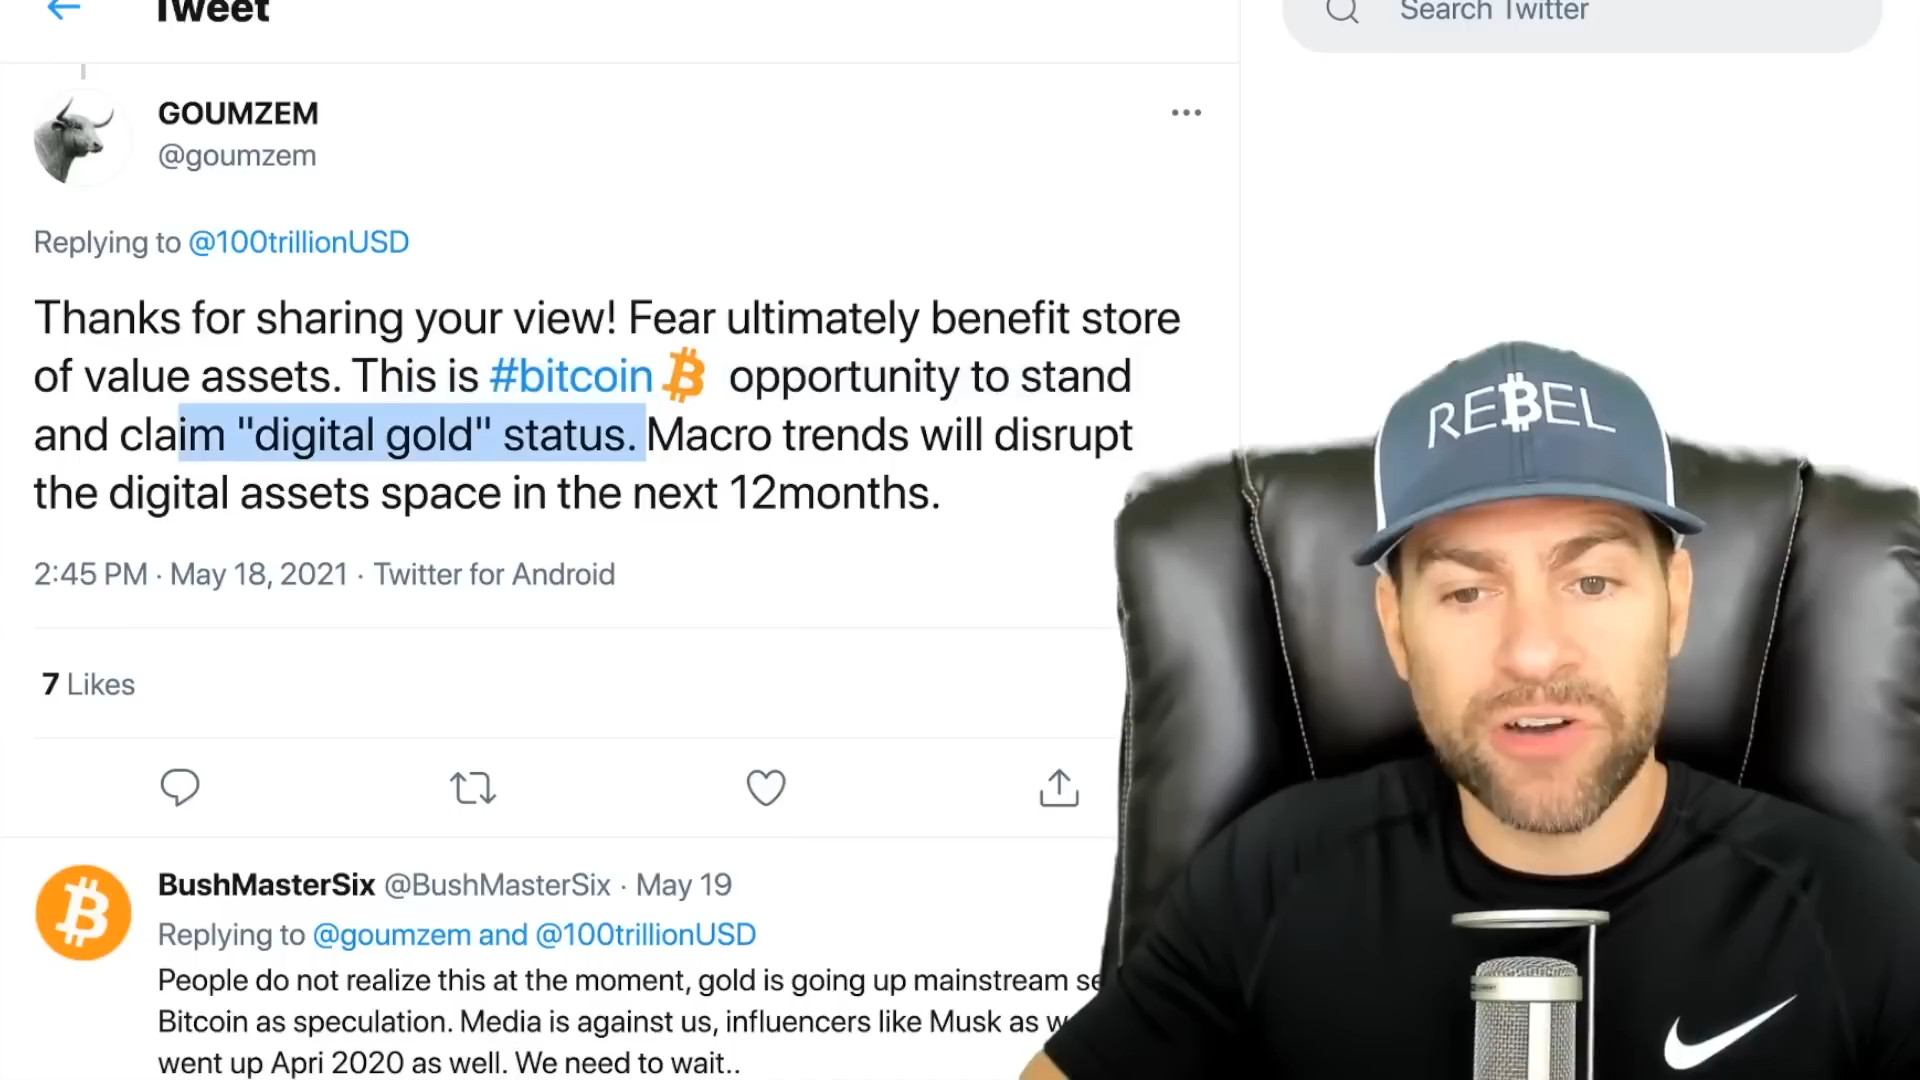 Tweet
Search Twitter
GOUMZEM
@goumzem
Replying to @100trillionUSD
Thanks for sharing your view! Fear ultimately benefit store
of value assets. This is #bitcoin opportunity to stand
and claim "digital gold" status. Macro trends will disrupt
the digital assets space in the next 12months.
2:45 PM · May 18, 2021 · Twitter for Android
7 Likes
BushMasterSix @BushMasterSix · May 19
Replying to @goumzem and @100trillionUSD
People do not realize this at the moment, gold is going up mainstream
Bitcoin as speculation. Media is against us, influencers like Musk as
went up Apri 2020 as well. We need to wait..
REBEL